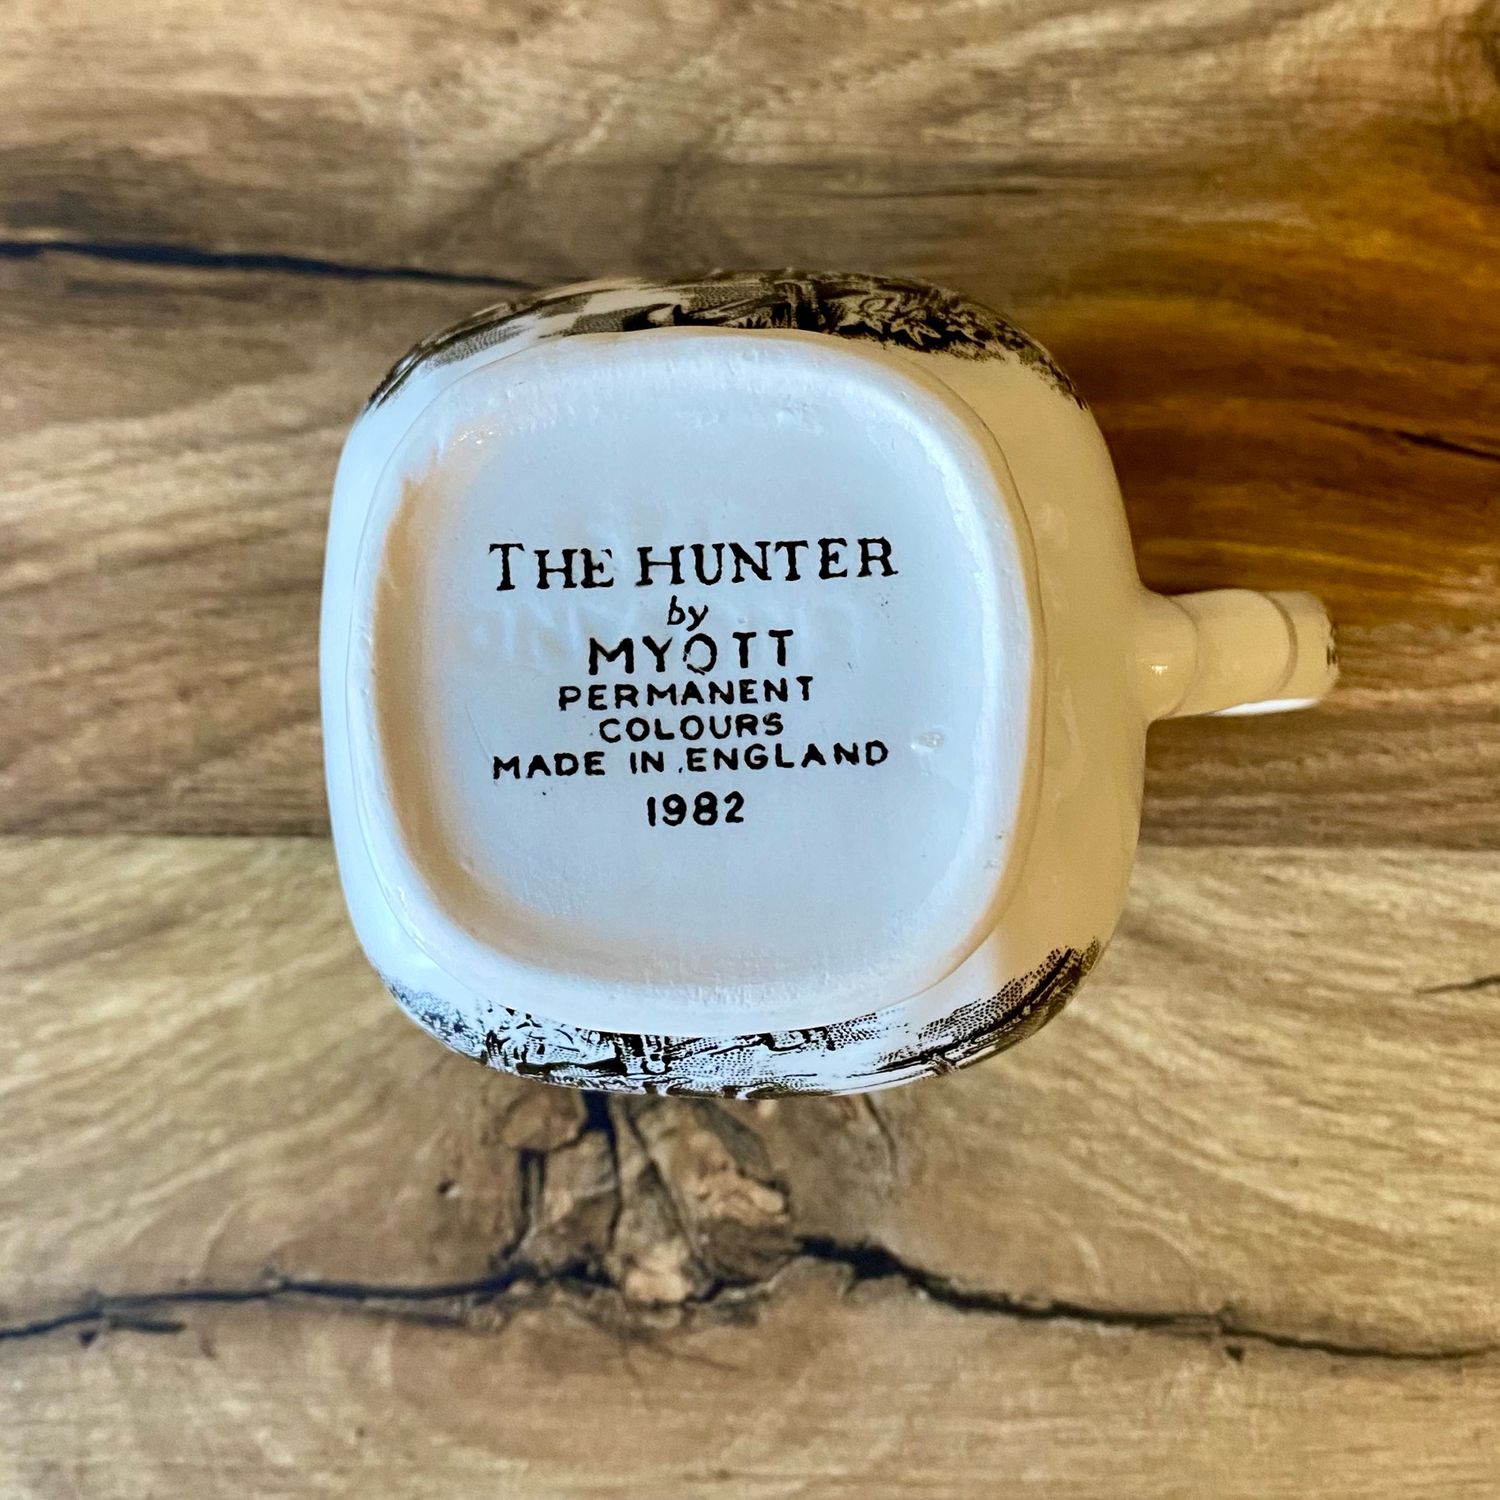 THE HUNTER
by
MYOTT
PERMANENT
COLOURS
MADE IN ENGLAND
1982